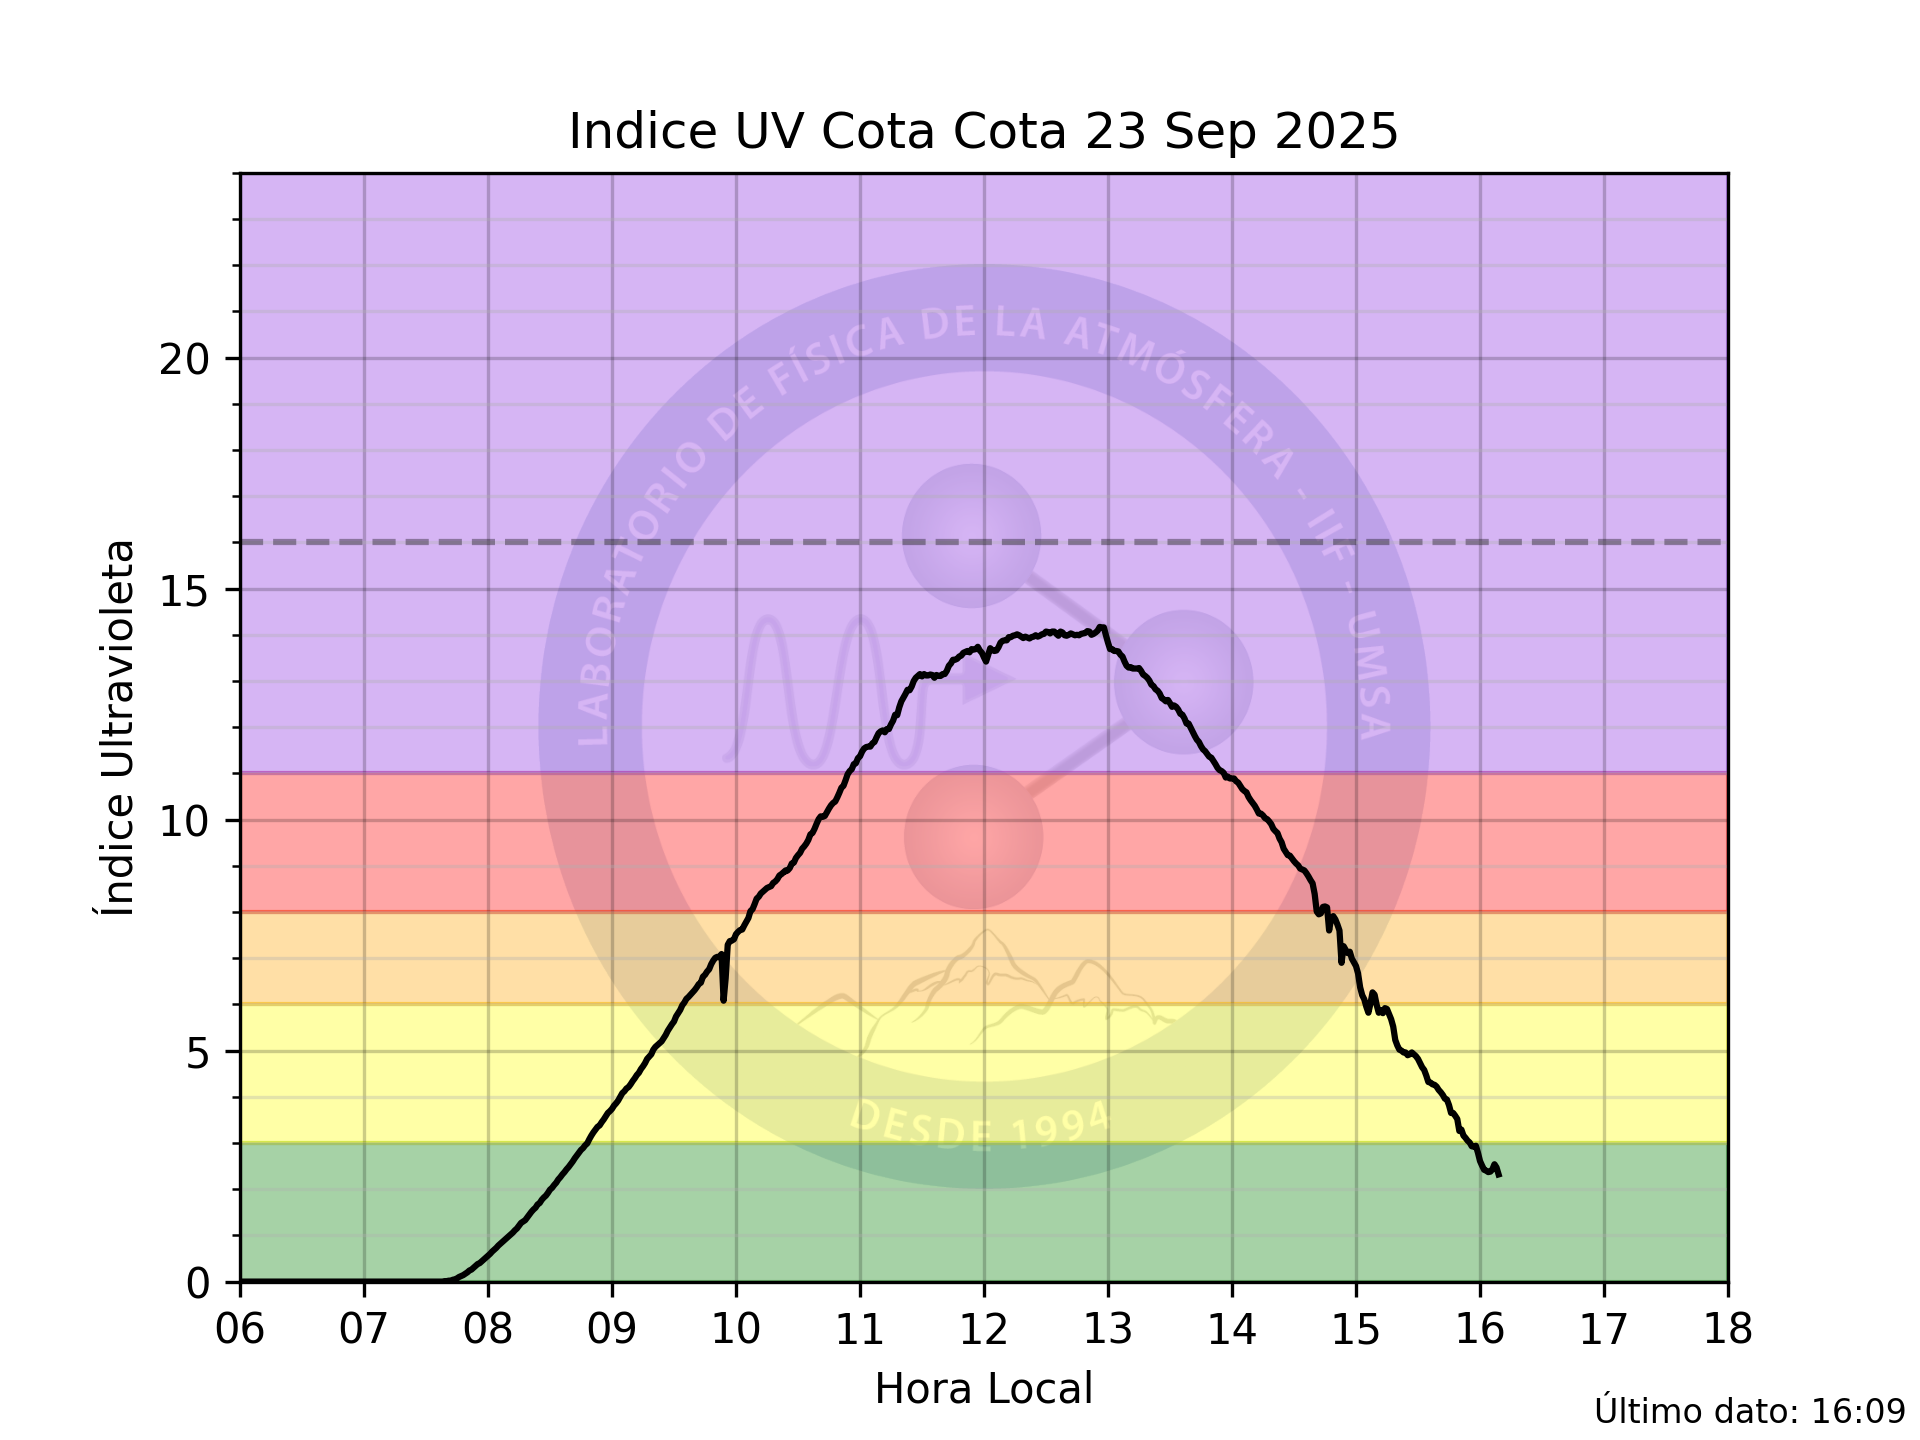 Indice UV Cota Cota 23 Sep 2025
LABORATORIO DE FÍSICA DE LA ATMÓSFERA - IIF - UMSA
DESDE 1994
Índice Ultravioleta
20
15
10
5
0
06 07 08 09 10 11 12 13 14 15 16 17 18
Hora Local
Último dato: 16:09